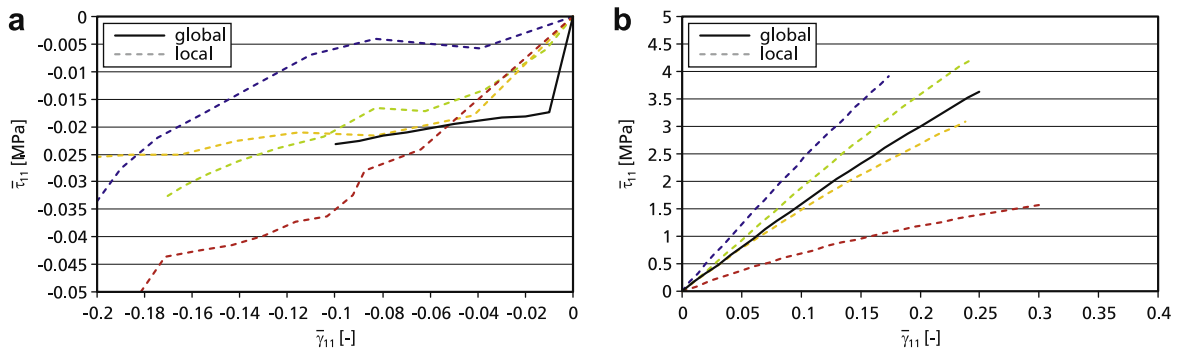 a
global
local
0
-0.005
-0.01
-0.015
-0.02
0.025
-0.03
-0.035
-0.04
-0.045
-0.05
τ̄11 [MPa]
-0.2 -0.18 -0.16 -0.14 -0.12 -0.1 -0.08 -0.06 -0.04 -0.02 0
γ̄11 [-]
b
global
local
5
4.5
4
3.5
3
2.5
2
1.5
1
0.5
0
τ̄11 [MPa]
0 0.05 0.1 0.15 0.2 0.25 0.3 0.35 0.4
γ̄11 [-]